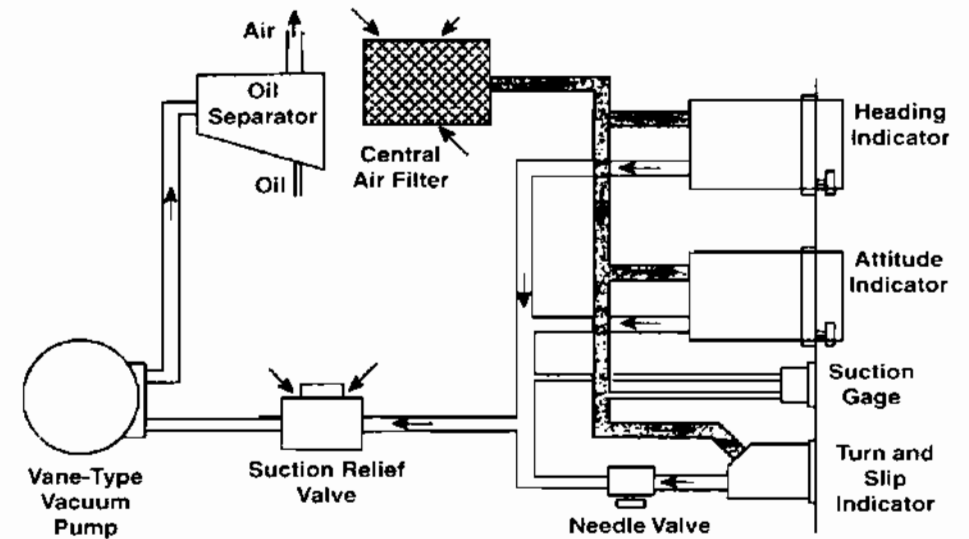 Air
Oil
Separator
Oil
Central
Air Filter
Heading
Indicator
Attitude
Indicator
Suction
Gage
Turn and
Slip
Indicator
Suction Relief
Valve
Vane-Type
Vacuum
Pump
Needle Valve